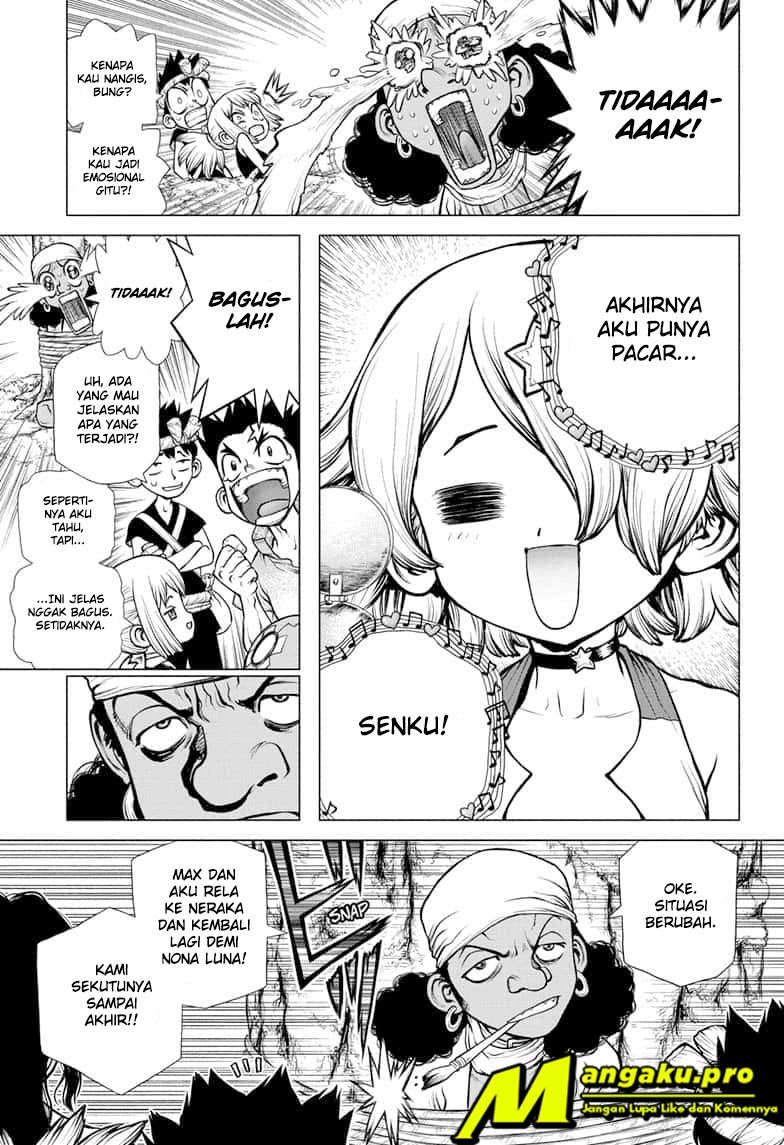 TIDAAAA-
AAAK!
KENAPA
KAU NANGIS,
BUNG?
KENAPA
KAU JADI
EMOSIONAL
GITU?!
AKHIRNYA
AKU PUNYA
PACAR...
SENKU!
BAGUS-
LAH!
TIDAAAK!
UH, ADA
YANG MAU
JELASKAN
APA YANG
TERJADI?!
SEPERTI-
NYA AKU
TAHU,
TAPI...
...INI JELAS
NGGAK BAGUS.
SETIDAKNYA.
OKE.
SITUASI
BERUBAH.
SNAP
MAX DAN
AKU RELA
KE NERAKA
DAN KEMBALI
LAGI DEMI
NONA LUNA!
KAMI
SEKUTUNYA
SAMPAI
AKHIR!!
Mangaku.pro
Jangan Lupa Like dan Komennya